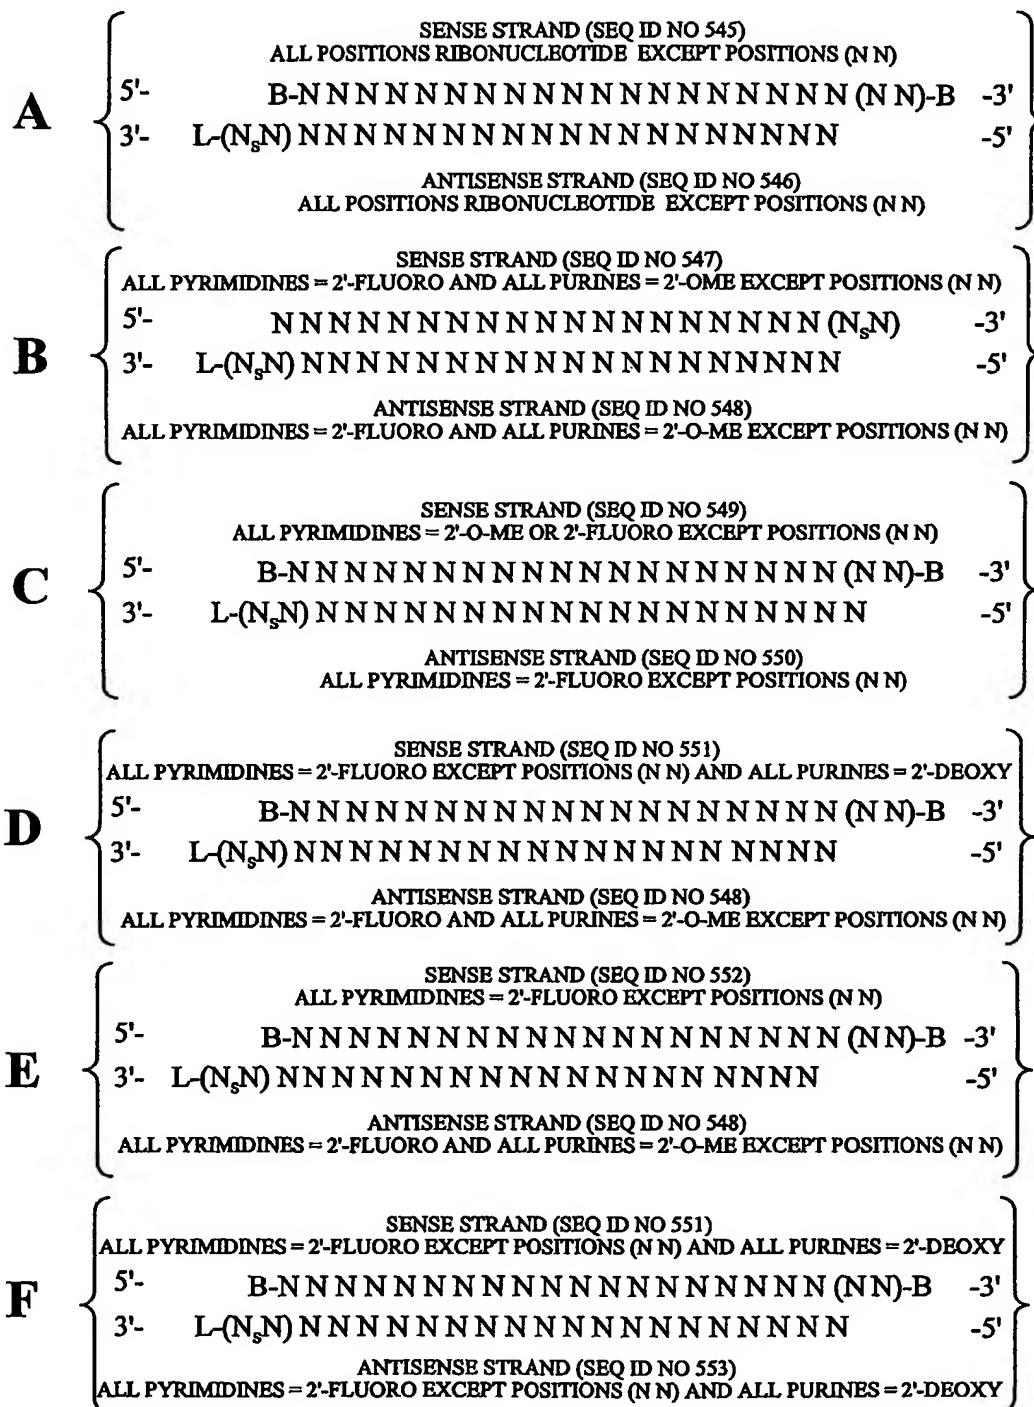 SENSE STRAND (SEQ ID NO 545)
ALL POSITIONS RIBONUCLEOTIDE EXCEPT POSITIONS (N N)
5'- B-N N N N N N N N N N N N N N N N N N N (N N)-B -3'
A
3'- L-(NₛN) N N N N N N N N N N N N N N N N N N N -5'
ANTISENSE STRAND (SEQ ID NO 546)
ALL POSITIONS RIBONUCLEOTIDE EXCEPT POSITIONS (N N)
SENSE STRAND (SEQ ID NO 547)
ALL PYRIMIDINES = 2'-FLUORO AND ALL PURINES = 2'-OME EXCEPT POSITIONS (N N)
5'- N N N N N N N N N N N N N N N N N N N (NₛN) -3'
B
3'- L-(NₛN) N N N N N N N N N N N N N N N N N N N -5'
ANTISENSE STRAND (SEQ ID NO 548)
ALL PYRIMIDINES = 2'-FLUORO AND ALL PURINES = 2'-O-ME EXCEPT POSITIONS (N N)
SENSE STRAND (SEQ ID NO 549)
ALL PYRIMIDINES = 2'-O-ME OR 2'-FLUORO EXCEPT POSITIONS (N N)
5'- B-N N N N N N N N N N N N N N N N N N N (N N)-B -3'
C
3'- L-(NₛN) N N N N N N N N N N N N N N N N N N N -5'
ANTISENSE STRAND (SEQ ID NO 550)
ALL PYRIMIDINES = 2'-FLUORO EXCEPT POSITIONS (N N)
SENSE STRAND (SEQ ID NO 551)
ALL PYRIMIDINES = 2'-FLUORO EXCEPT POSITIONS (N N) AND ALL PURINES = 2'-DEOXY
5'- B-N N N N N N N N N N N N N N N N N N N (N N)-B -3'
D
3'- L-(NₛN) N N N N N N N N N N N N N N N N N N N -5'
ANTISENSE STRAND (SEQ ID NO 548)
ALL PYRIMIDINES = 2'-FLUORO AND ALL PURINES = 2'-O-ME EXCEPT POSITIONS (N N)
SENSE STRAND (SEQ ID NO 552)
ALL PYRIMIDINES = 2'-FLUORO EXCEPT POSITIONS (N N)
5'- B-N N N N N N N N N N N N N N N N N N N (N N)-B -3'
E
3'- L-(NₛN) N N N N N N N N N N N N N N N N N N N -5'
ANTISENSE STRAND (SEQ ID NO 548)
ALL PYRIMIDINES = 2'-FLUORO AND ALL PURINES = 2'-O-ME EXCEPT POSITIONS (N N)
SENSE STRAND (SEQ ID NO 551)
ALL PYRIMIDINES = 2'-FLUORO EXCEPT POSITIONS (N N) AND ALL PURINES = 2'-DEOXY
5'- B-N N N N N N N N N N N N N N N N N N N (N N)-B -3'
F
3'- L-(NₛN) N N N N N N N N N N N N N N N N N N N -5'
ANTISENSE STRAND (SEQ ID NO 553)
ALL PYRIMIDINES = 2'-FLUORO EXCEPT POSITIONS (N N) AND ALL PURINES = 2'-DEOXY